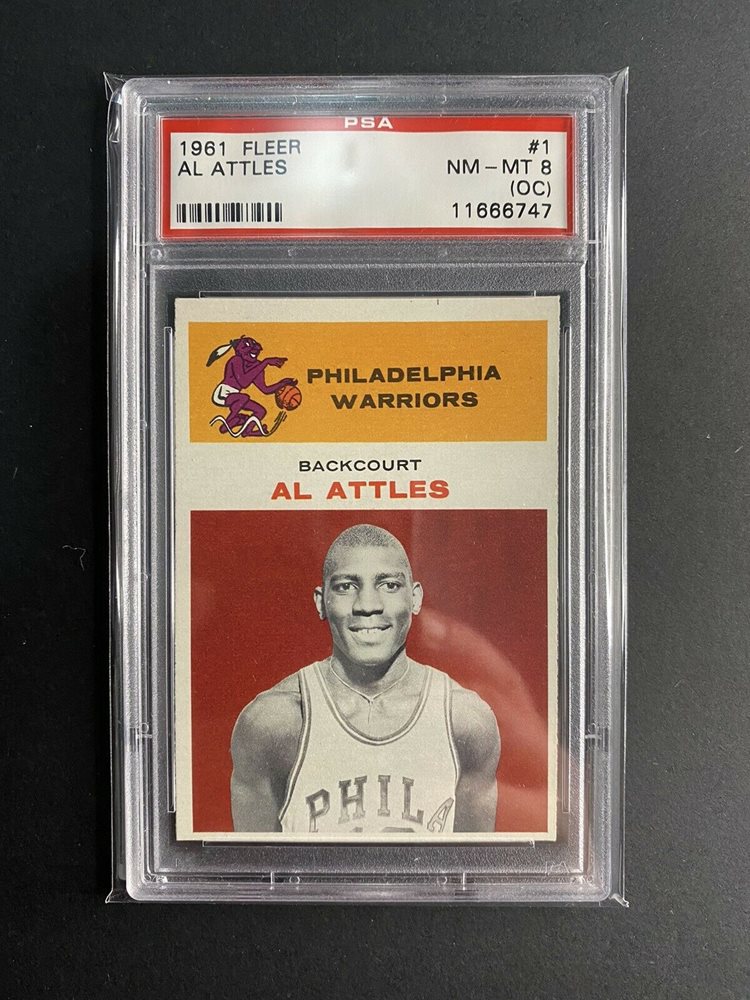 PSA
1961 FLEER #1
AL ATTLES NM-MT 8
(OC)
11666747
PHILADELPHIA
WARRIORS
BACKCOURT
AL ATTLES
PHILA